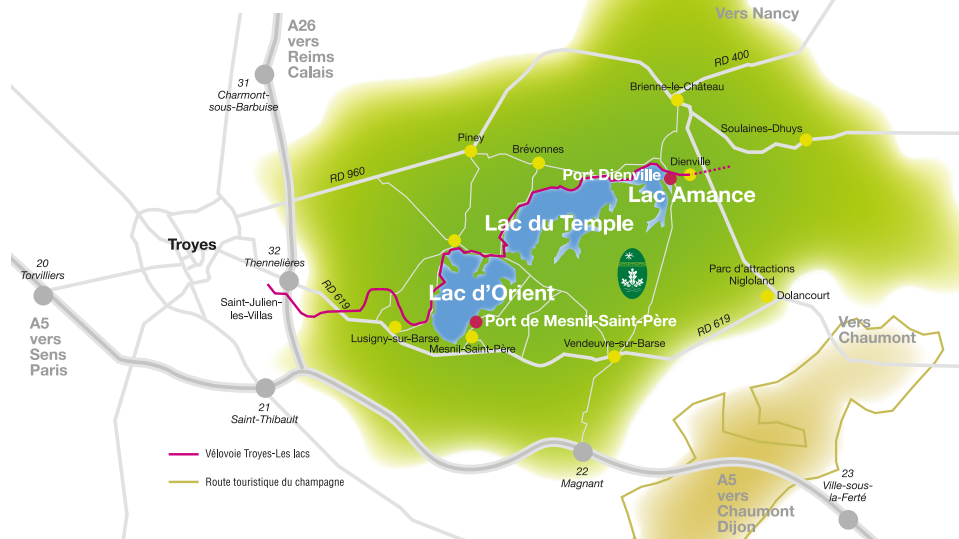 Vers Nancy
A26
vers
Reims
Calais
RD 400
31
Charmont-
sous-Barbuise
Brienne-le-Château
Soulaines-Dhuys
Piney
Brévonnes
Dienville
RD 960
Port Dienville
Lac Amance
Lac du Temple
Troyes
32
Thennelières
20
Torvilliers
Parc d'attractions
Nigloland
Dolancourt
Saint-Julien-
les-Villas
RD 619
Lac d'Orient
Port de Mesnil-Saint-Père
RD 619
A5
vers
Sens
Paris
Lusigny-sur-Barse
Mesnil-Saint-Père
Vendeuvre-sur-Barse
Vers
Chaumont
21
Saint-Thibault
Vélovoie Troyes-Les lacs
Route touristique du champagne
22
Magnant
A5
vers
Chaumont
Dijon
23
Ville-sous-
la-Ferté